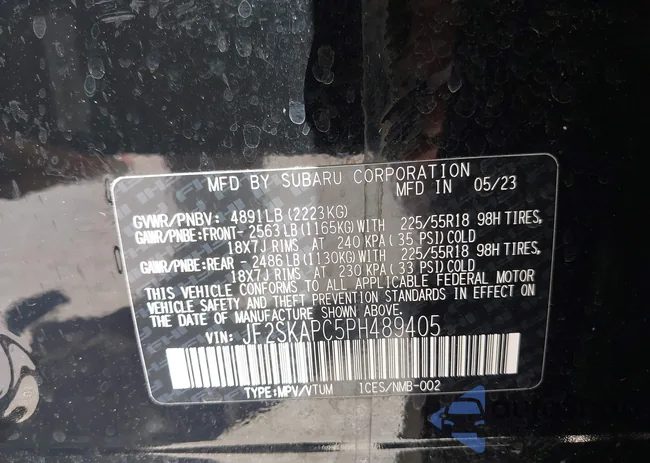 MFD BY SUBARU CORPORATION
MFD IN 05/23
GVWR/PNBV: 4891LB(2223KG)
GAWR/PNBE:FRONT- 2563LB(1165KG)WITH 225/55R18 98H TIRES,
18X7J RIMS AT 240 KPA(35 PSI)COLD
GAWR/PNBE:REAR - 2486LB(1130KG)WITH 225/55R18 98H TIRES,
18X7J RIMS AT 230 KPA(33 PSI)COLD
THIS VEHICLE CONFORMS TO ALL APPLICABLE FEDERAL MOTOR
VEHICLE SAFETY AND THEFT PREVENTION STANDARDS IN EFFECT ON
THE DATE OF MANUFACTURE SHOWN ABOVE.
VIN: JF2SKAPC5PH489405
TYPE:MPV/VTUM 1CES/NMB-002